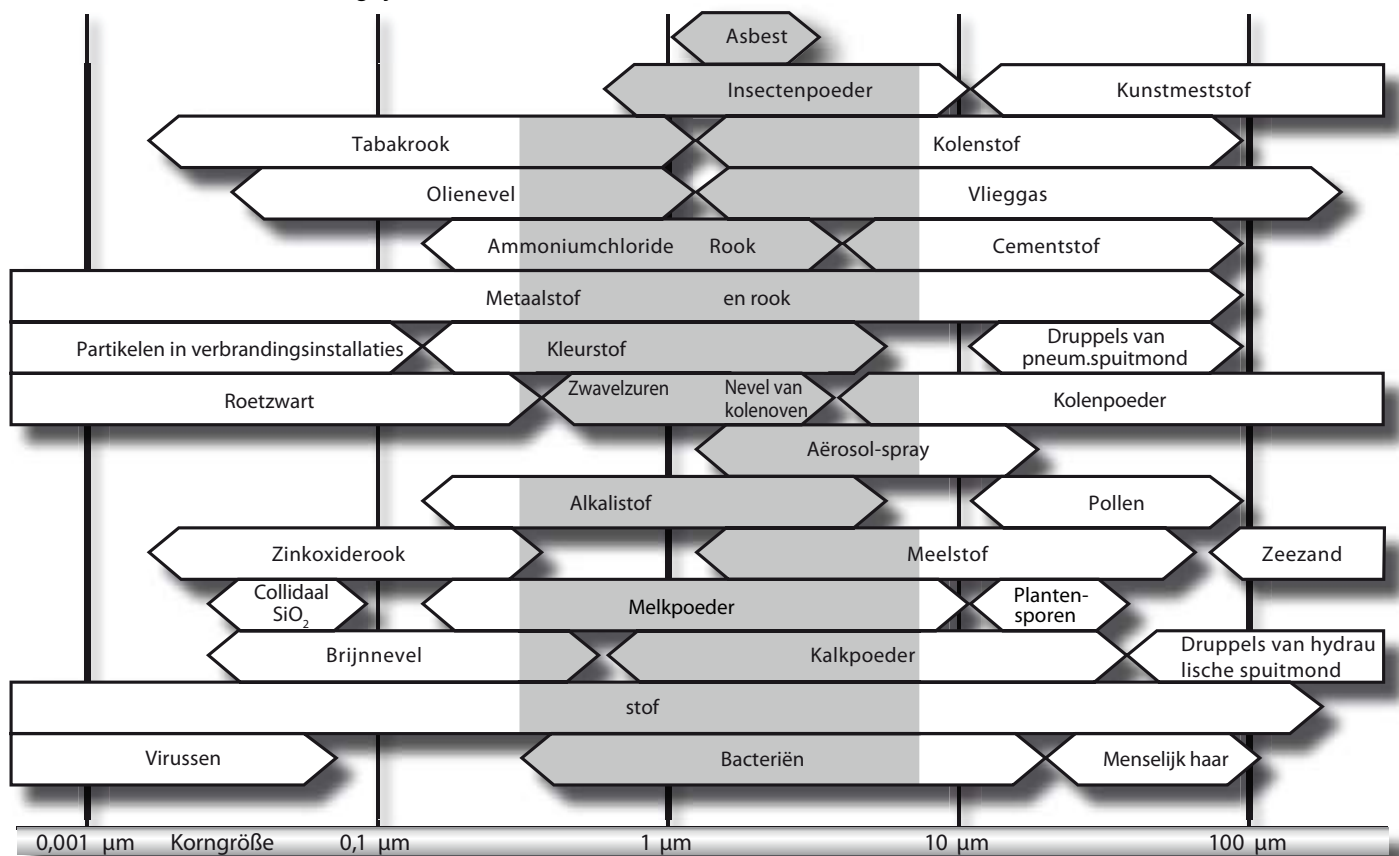 Asbest
Insectenpoeder
Kunstmeststof
Tabakrook
Kolenstof
Olienevel
Vlieggas
Ammoniumchloride Rook
Cementstof
Metaalstof en rook
Partikelen in verbrandingsinstallaties
Kleurstof
Druppels van
pneum.spuitmond
Roetzwart
Zwavelzuren
Nevel van
kolenoven
Kolenpoeder
Aërosol-spray
Alkalistof
Pollen
Zinkoxiderook
Meelstof
Zeezand
Collidaal
SiO₂
Melkpoeder
Planten-
sporen
Brijnnevel
Kalkpoeder
Druppels van hydrau
lische spuitmond
stof
Virussen
Bacteriën
Menselijk haar
0,001 µm Korngröße 0,1 µm 1 µm 10 µm 100 µm